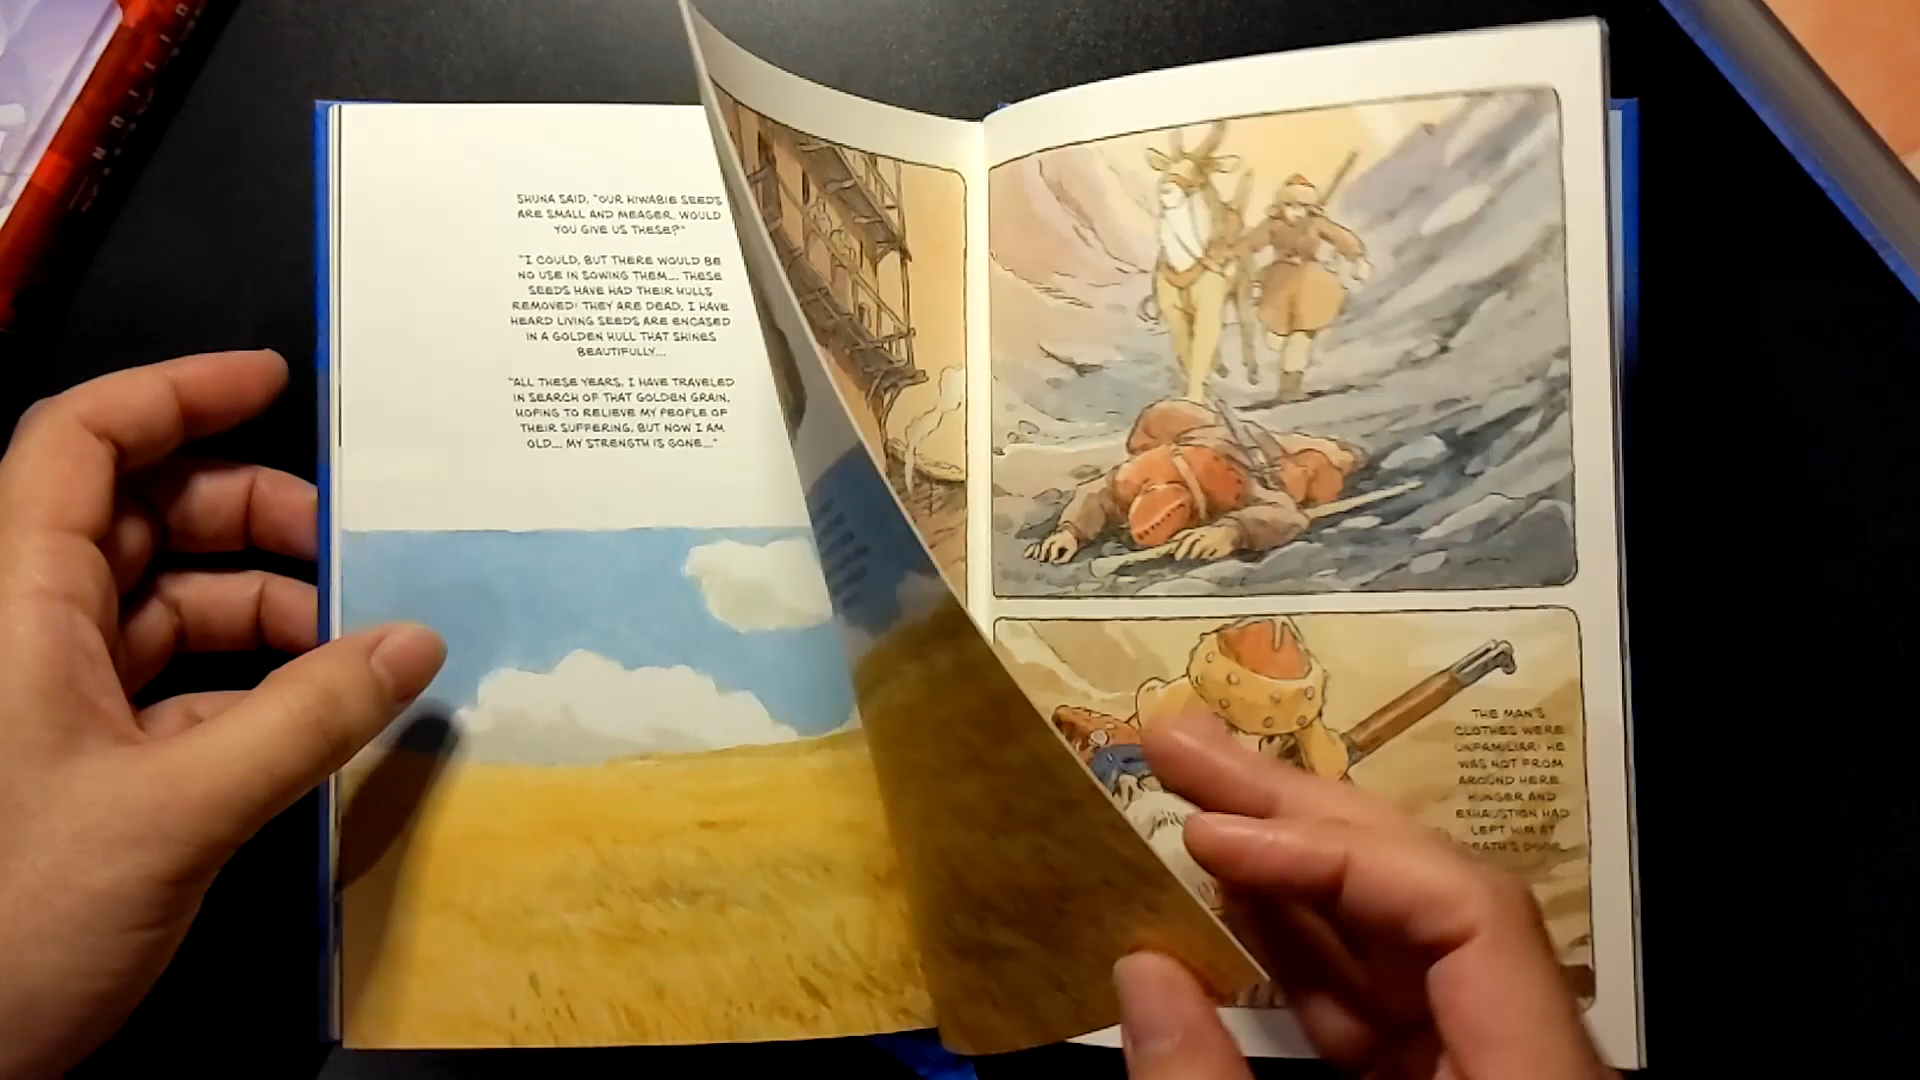 SHUNA SAID, "OUR HIWABIE SEEDS
ARE SMALL AND MEAGER. WOULD
YOU GIVE US THESE?"
"I COULD, BUT THERE WOULD BE
NO USE IN SOWING THEM.... THESE
SEEDS HAVE HAD THEIR HULLS
REMOVED; THEY ARE DEAD. I HAVE
HEARD LIVING SEEDS ARE ENCASED
IN A GOLDEN HULL THAT SHINES
BEAUTIFULLY....
"ALL THESE YEARS, I HAVE TRAVELED
IN SEARCH OF THAT GOLDEN GRAIN,
HOPING TO RELIEVE MY PEOPLE OF
THEIR SUFFERING. BUT NOW I AM
OLD.... MY STRENGTH IS GONE...."
THE MAN'S
CLOTHES WERE
UNFAMILIAR; HE
WAS NOT FROM
AROUND HERE.
HUNGER AND
EXHAUSTION HAD
LEFT HIM AT
DEATH'S DOOR.